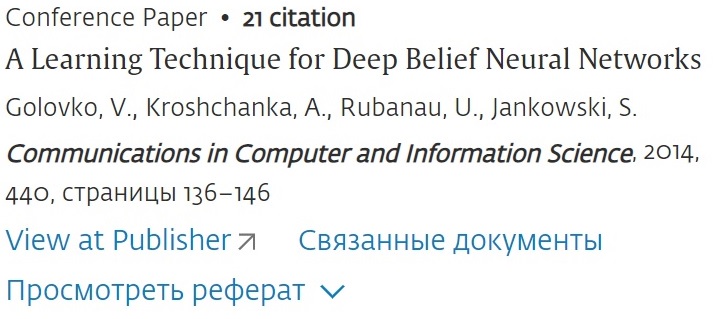 Conference Paper • 21 citation
A Learning Technique for Deep Belief Neural Networks
Golovko, V., Kroshchanka, A., Rubanau, U., Jankowski, S.
Communications in Computer and Information Science, 2014,
440, страницы 136–146
View at Publisher Связанные документы
Просмотреть реферат